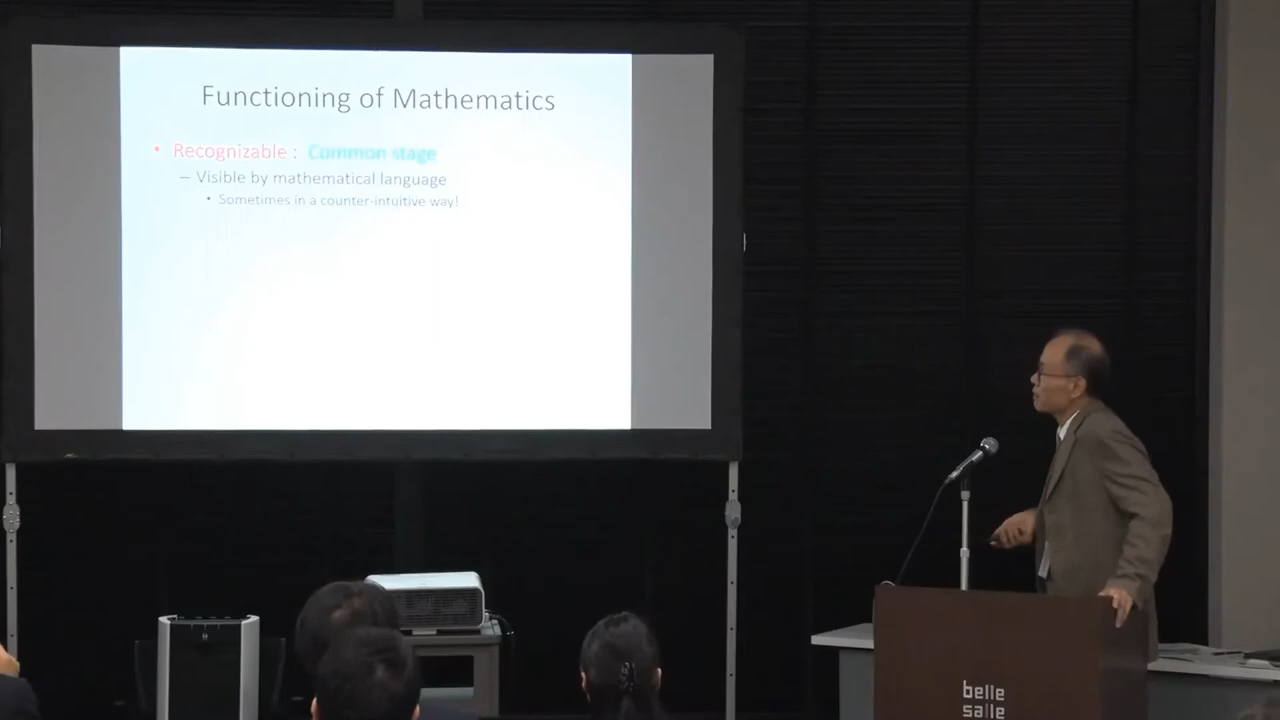 Functioning of Mathematics
• Recognizable : Common stage
– Visible by mathematical language
• Sometimes in a counter-intuitive way!
belle
salle